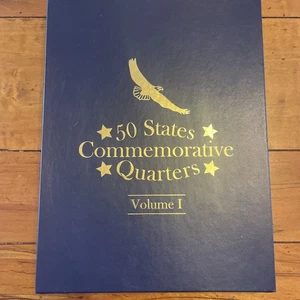 50 States
Commemorative
Quarters
Volume I